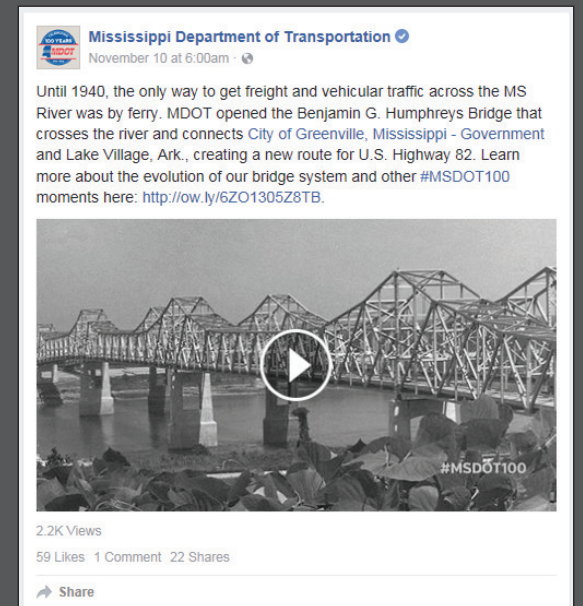 100 YEARS
MDOT
Mississippi Department of Transportation
November 10 at 6:00am ·
Until 1940, the only way to get freight and vehicular traffic across the MS
River was by ferry. MDOT opened the Benjamin G. Humphreys Bridge that
crosses the river and connects City of Greenville, Mississippi - Government
and Lake Village, Ark., creating a new route for U.S. Highway 82. Learn
more about the evolution of our bridge system and other #MSDOT100
moments here: http://ow.ly/6ZO1305Z8TB.
#MSDOT100
2.2K Views
59 Likes 1 Comment 22 Shares
Share